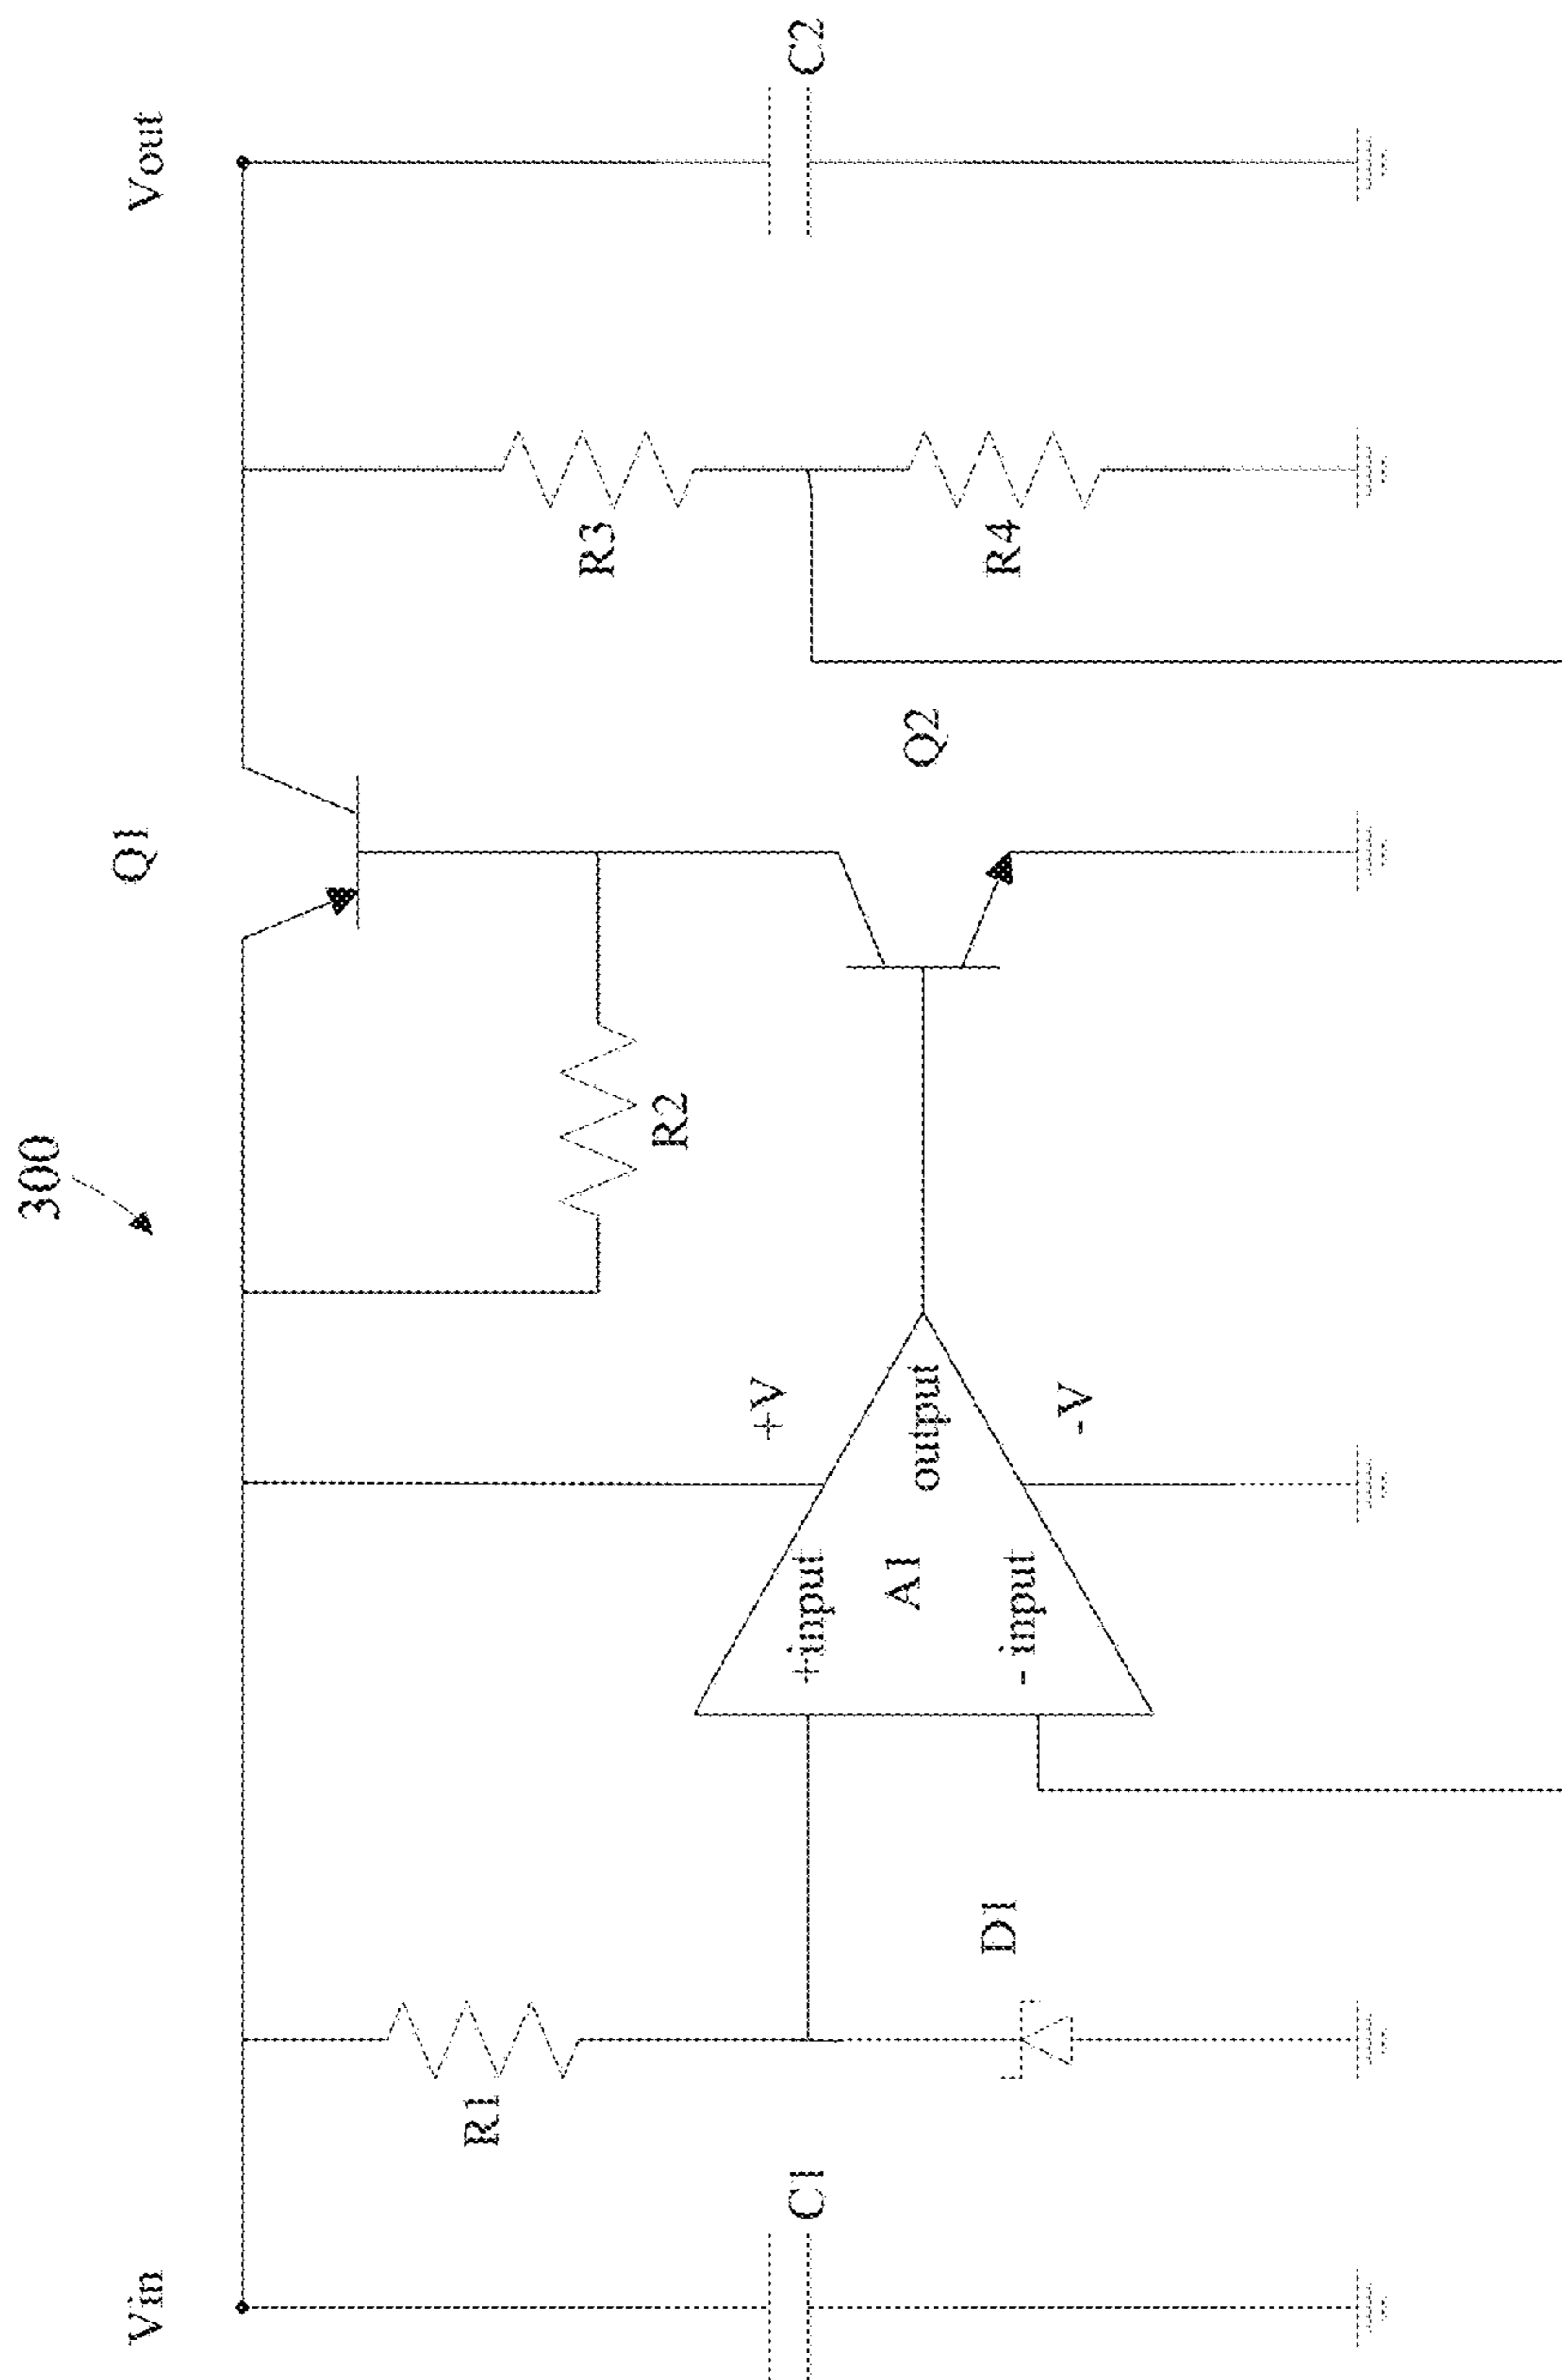 300
Vin
Q1
Vout
R1
R2
R3
C1
+V
C2
+input
A1
output
Q2
- input
D1
-V
R4